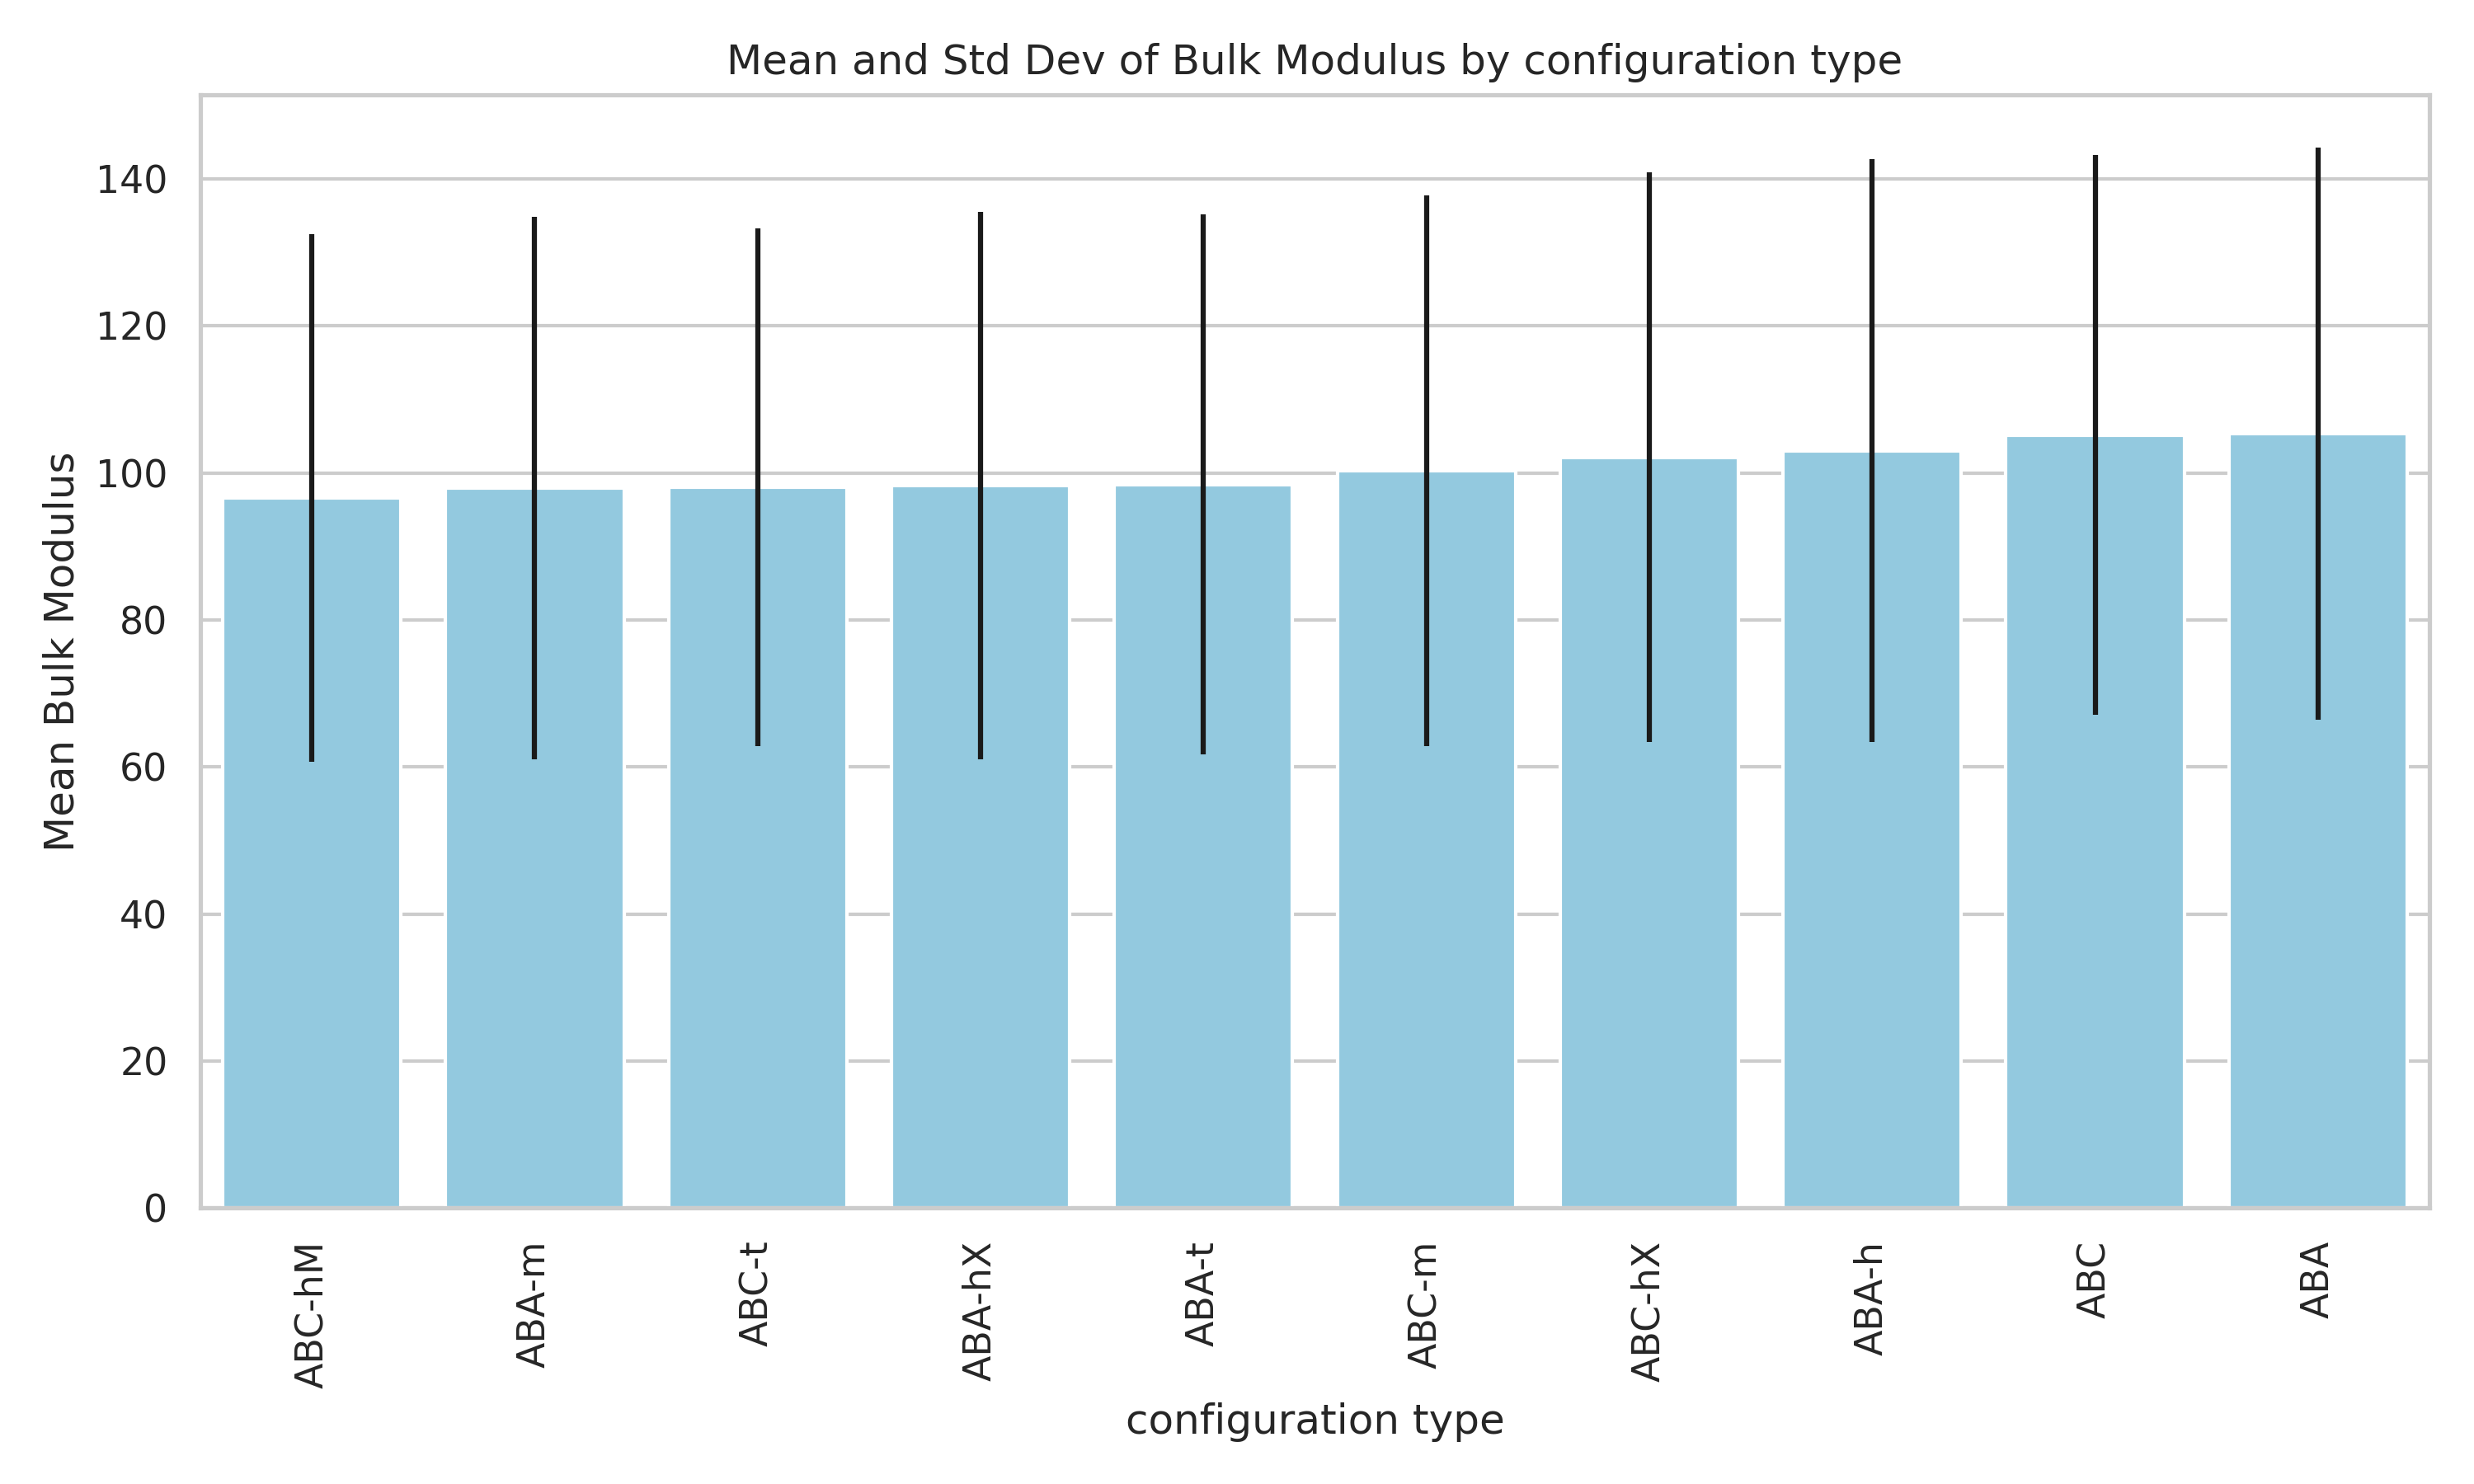 Mean and Std Dev of Bulk Modulus by configuration type
Mean Bulk Modulus
140
120
100
80
60
40
20
0
ABC-hM
ABA-m
ABC-t
ABA-hX
ABA-t
ABC-m
ABC-hX
ABA-h
ABC
ABA
configuration type